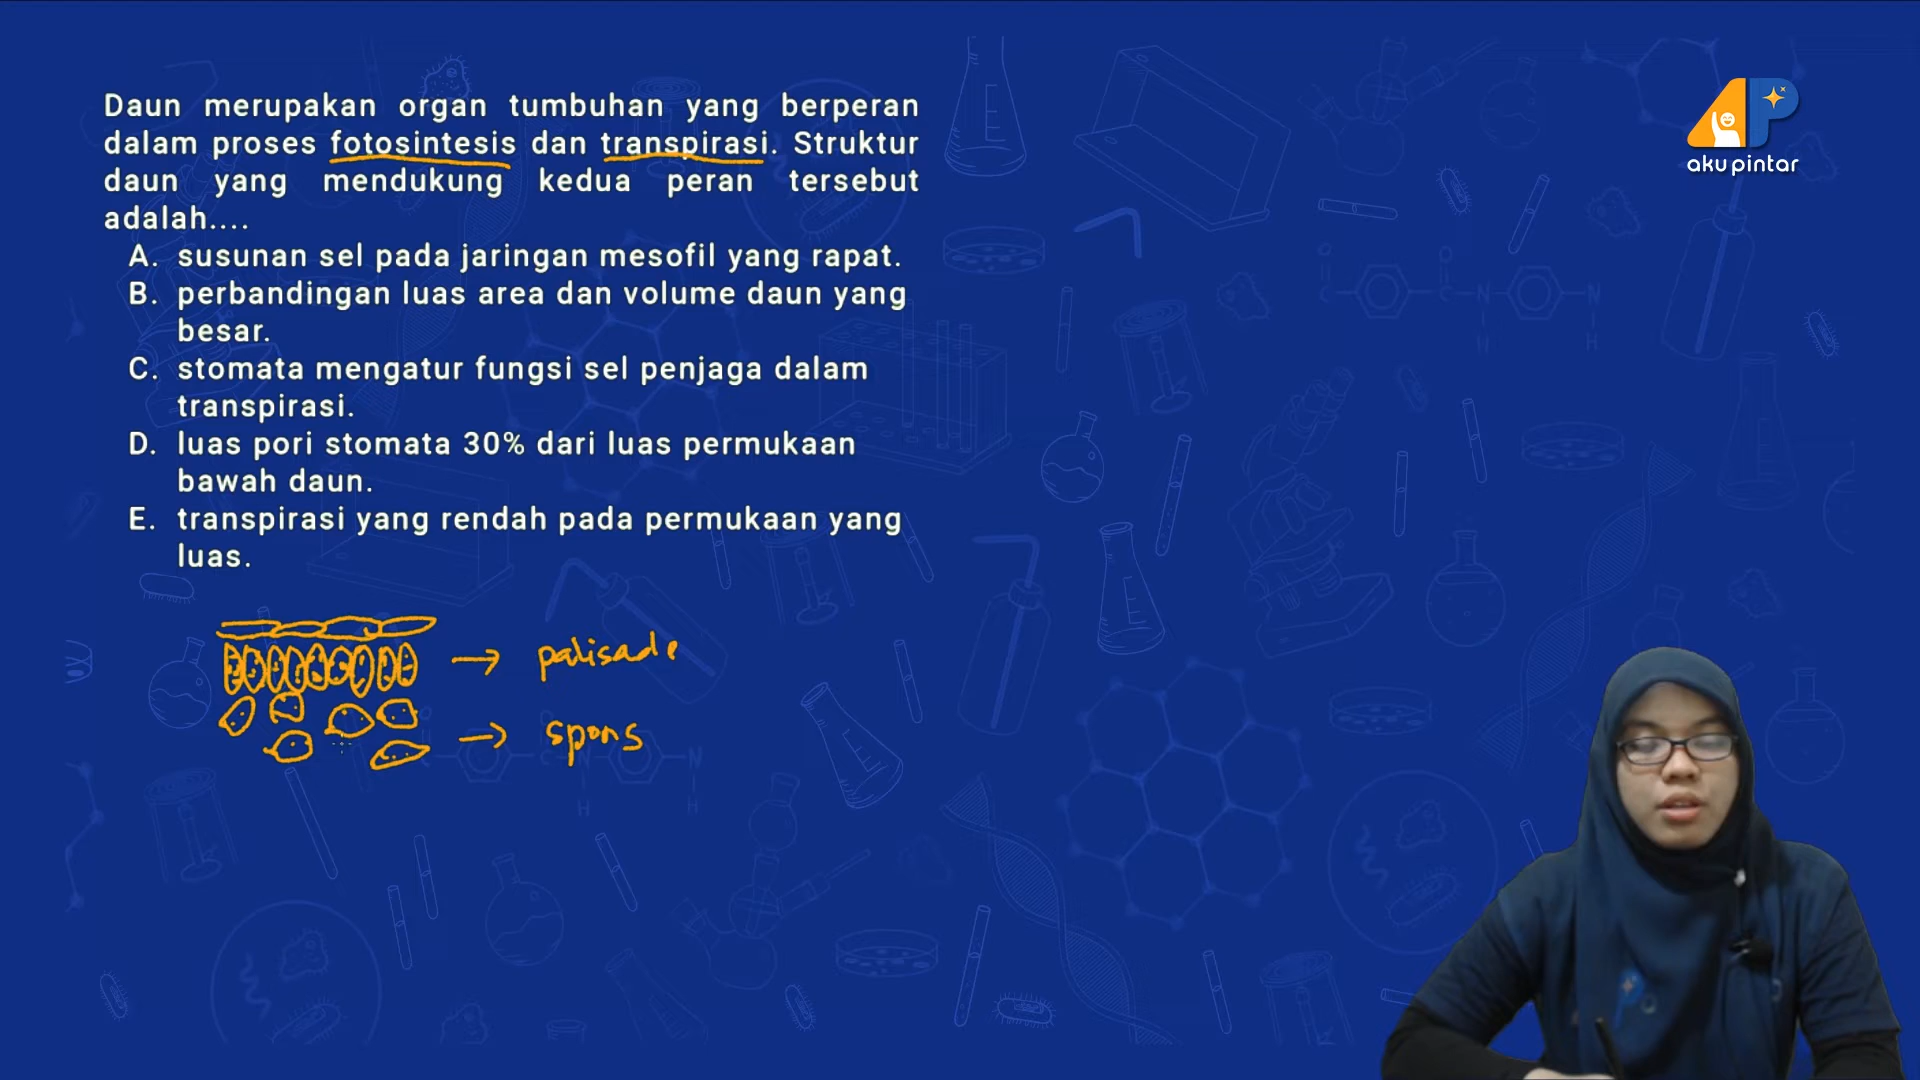 Daun merupakan organ tumbuhan yang berperan
dalam proses fotosintesis dan transpirasi. Struktur
daun yang mendukung kedua peran tersebut
adalah....
A. susunan sel pada jaringan mesofil yang rapat.
B. perbandingan luas area dan volume daun yang
besar.
C. stomata mengatur fungsi sel penjaga dalam
transpirasi.
D. luas pori stomata 30% dari luas permukaan
bawah daun.
E. transpirasi yang rendah pada permukaan yang
luas.
palisade
spons
AP
aku pintar